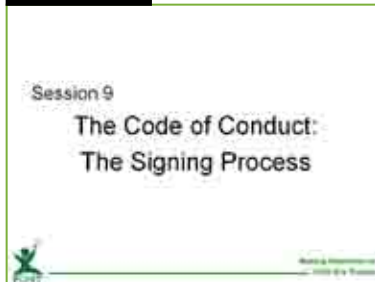 Session 9
The Code of Conduct:
The Signing Process